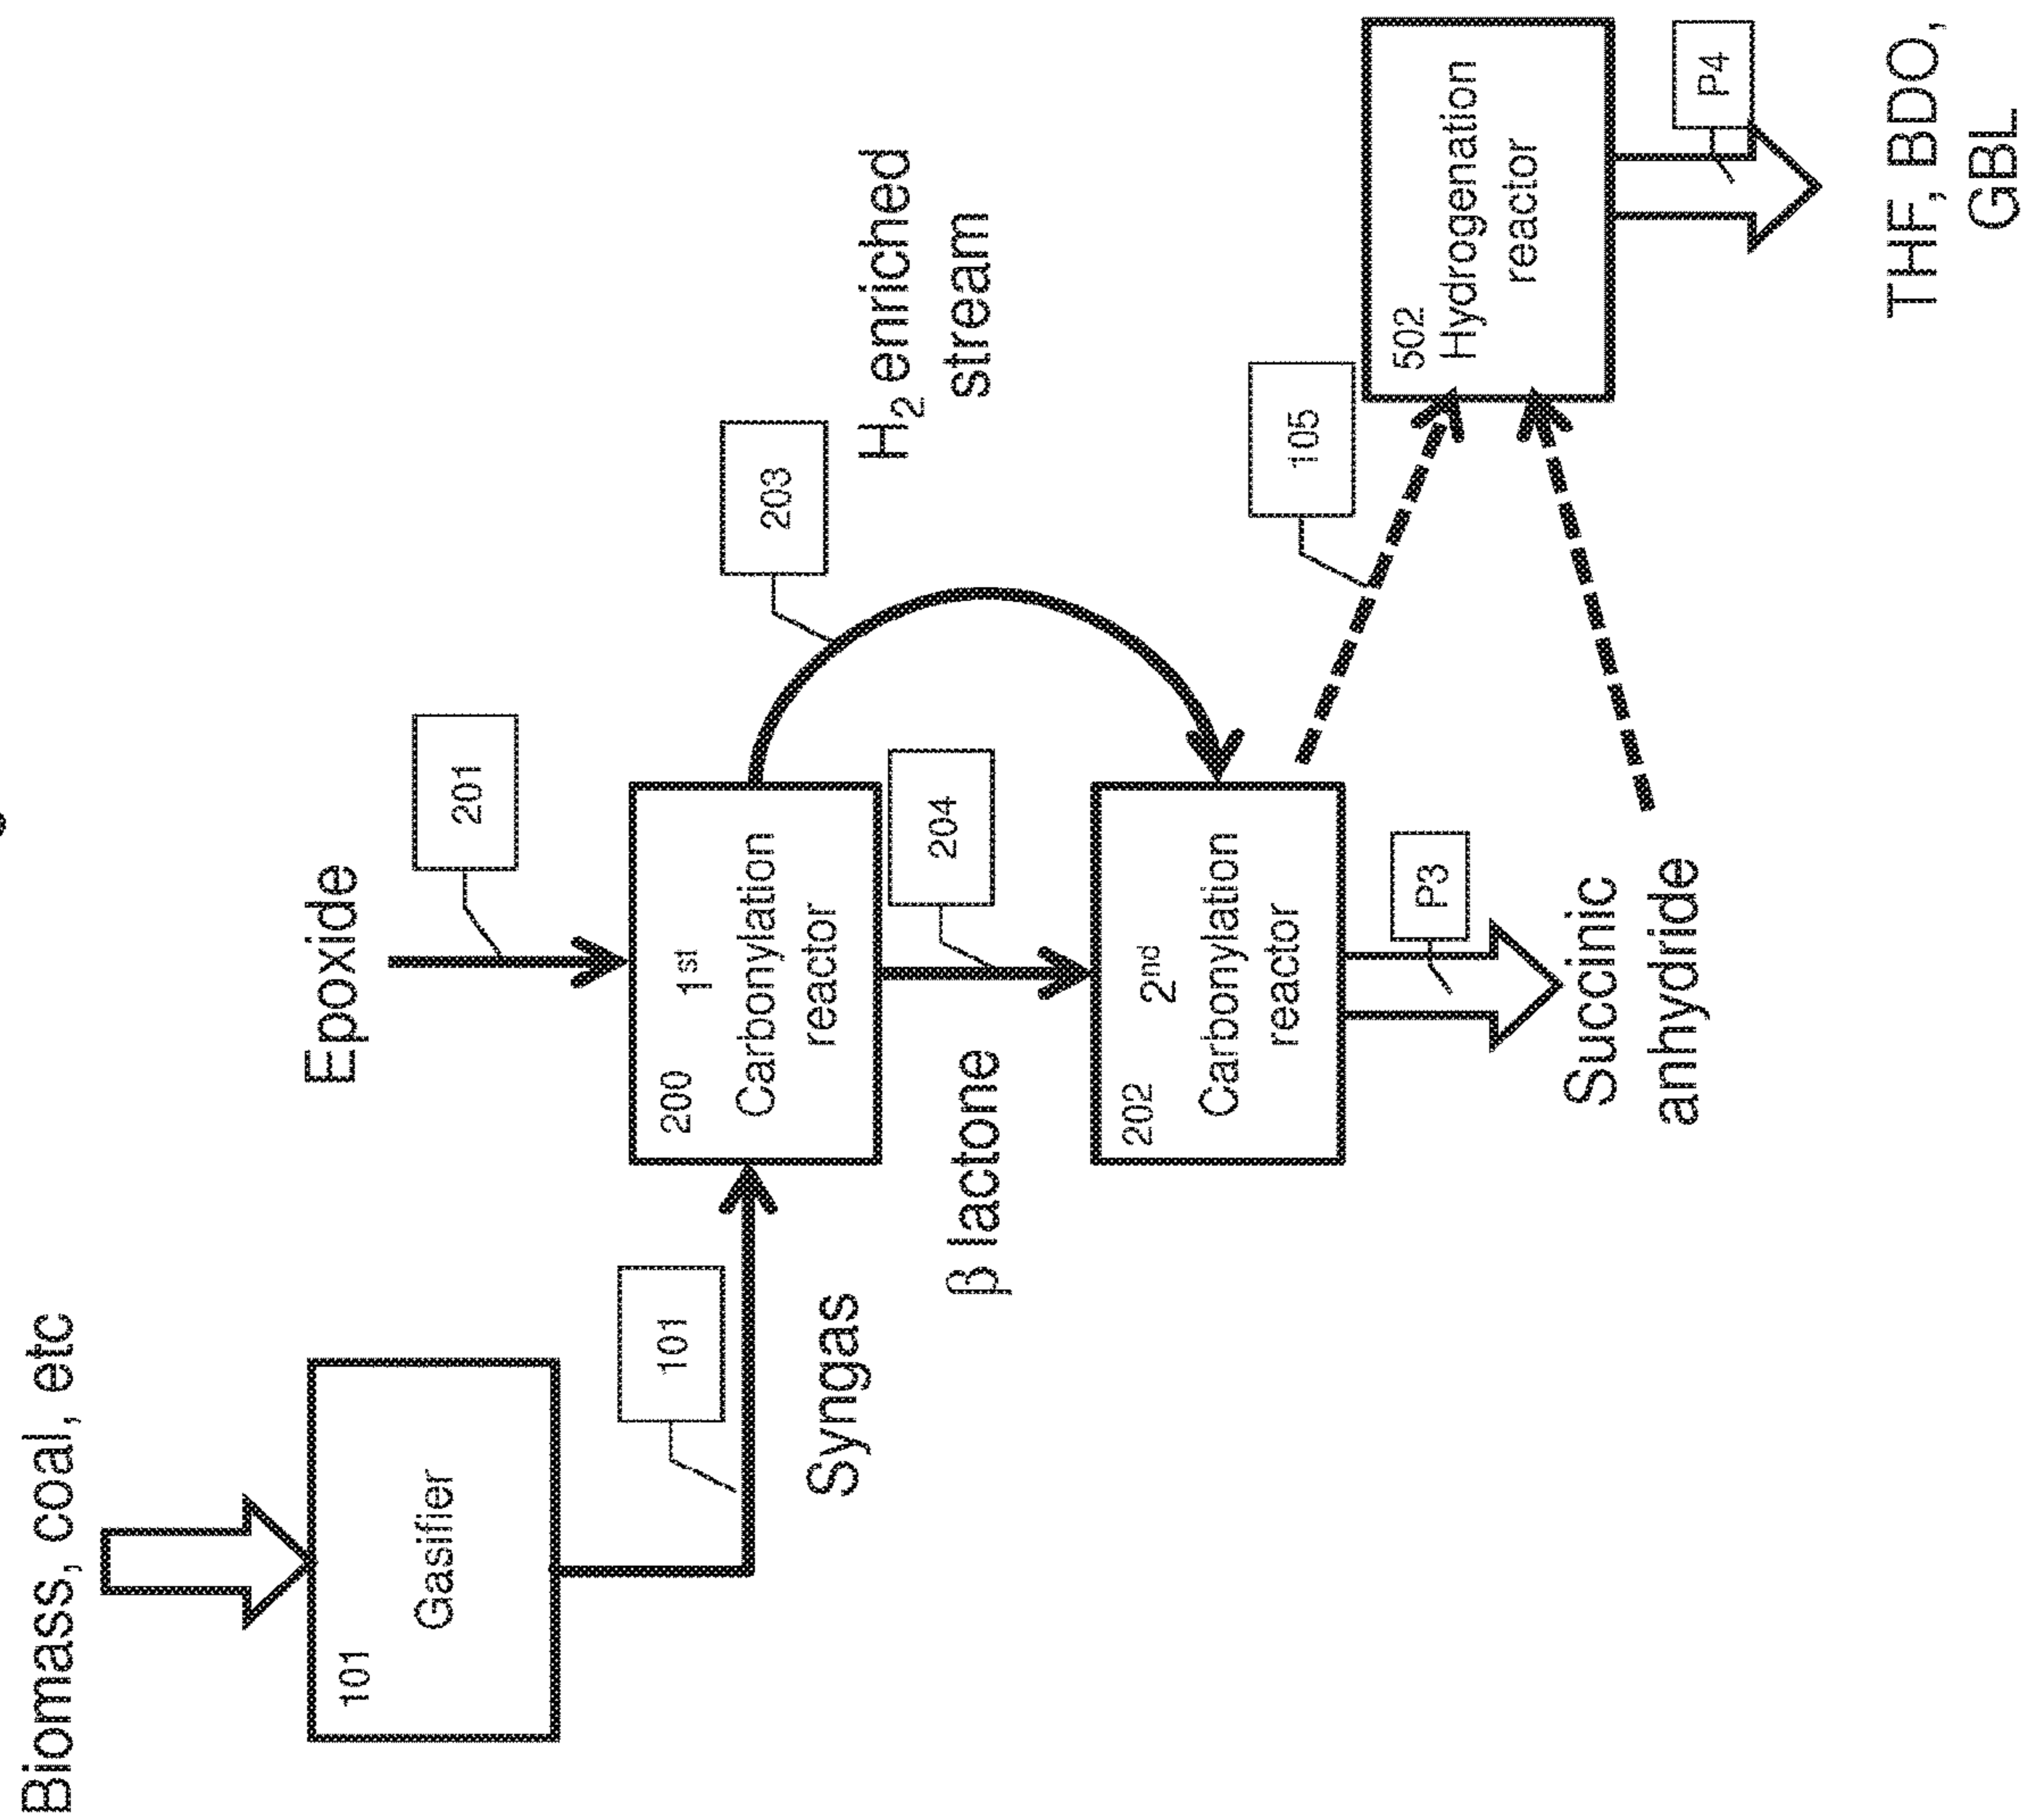 Biomass, coal, etc
101
Gasifier
101
Syngas
Epoxide
201
200
1st
Carbonylation
reactor
203
H2 enriched
stream
204
β lactone
202
2nd
Carbonylation
reactor
P3
Succinic
anhydride
105
502
Hydrogenation
reactor
P4
THF, BDO,
GBL